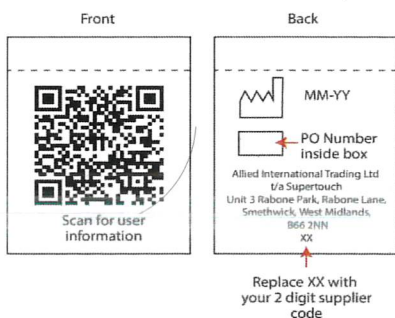 Front
Scan for user
information
Back
MM-YY
PO Number
inside box
Allied International Trading Ltd
t/a Supertouch
Unit 3 Rabone Park, Rabone Lane,
Smethwick, West Midlands,
B66 2NN
XX
Replace XX with
your 2 digit supplier
code